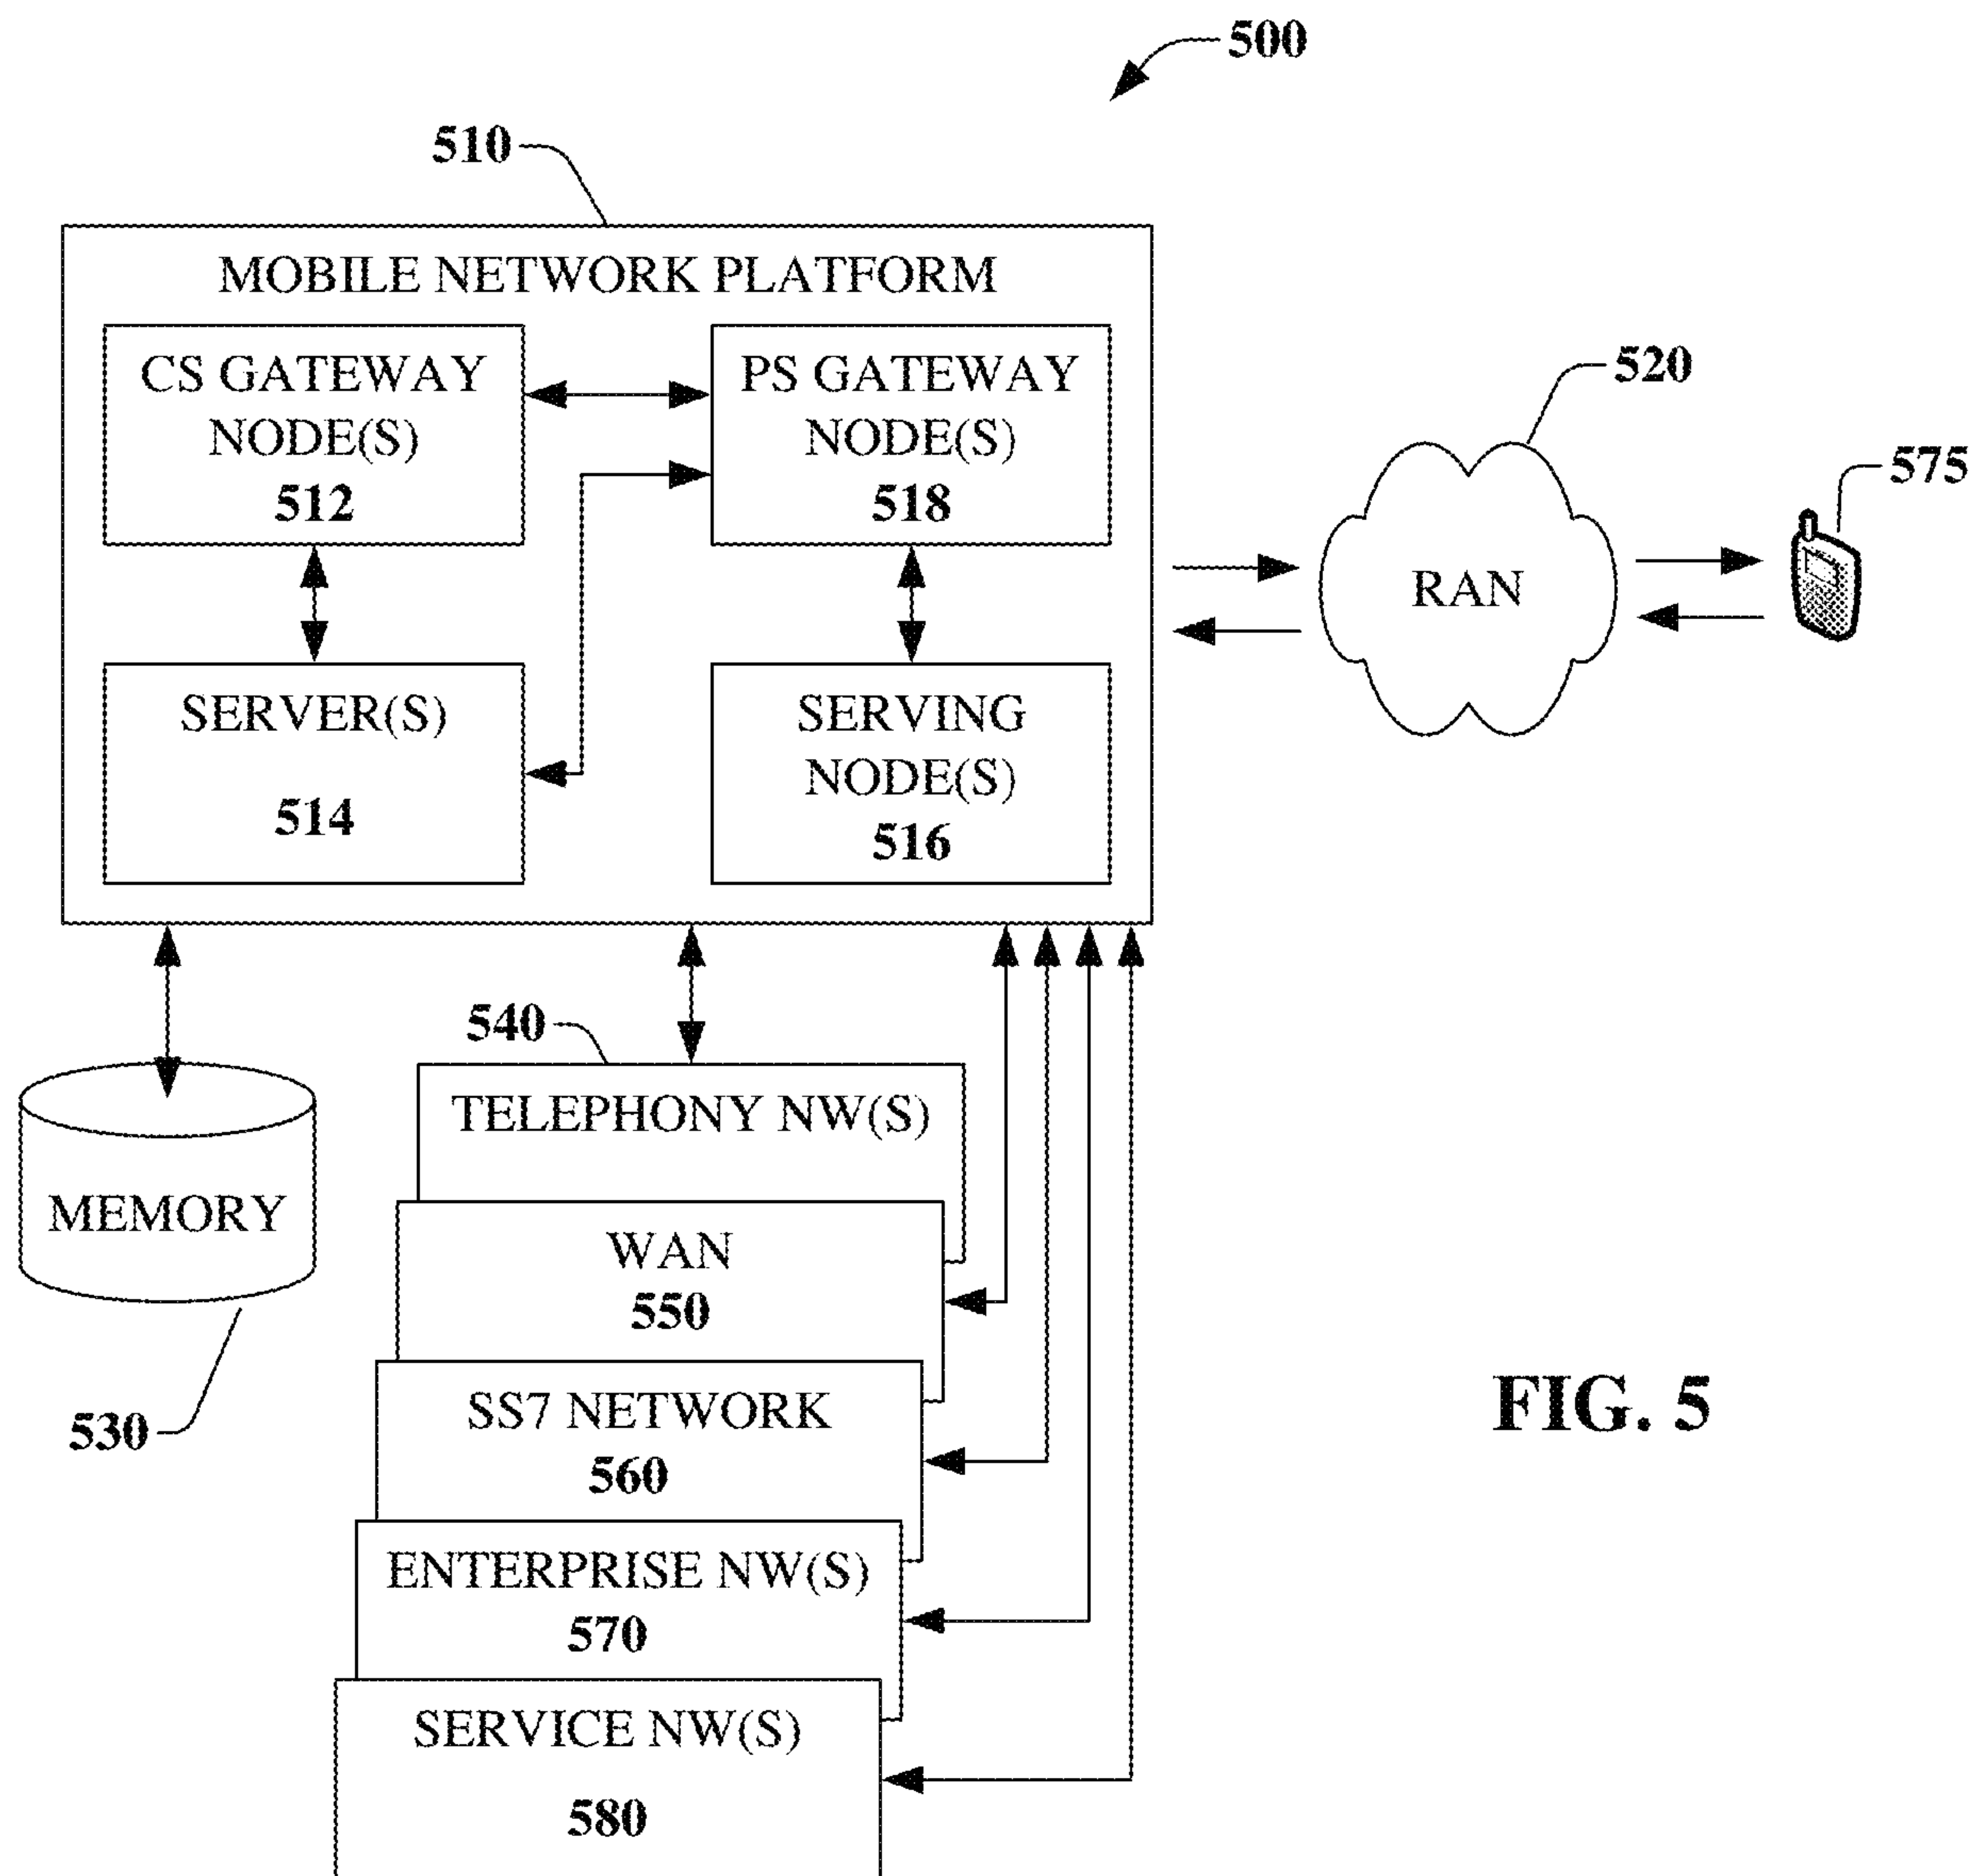 500
510
MOBILE NETWORK PLATFORM
CS GATEWAY
NODE(S)
512
PS GATEWAY
NODE(S)
518
SERVER(S)
514
SERVING
NODE(S)
516
520
RAN
575
540
TELEPHONY NW(S)
MEMORY
530
WAN
550
SS7 NETWORK
560
ENTERPRISE NW(S)
570
SERVICE NW(S)
580
FIG. 5